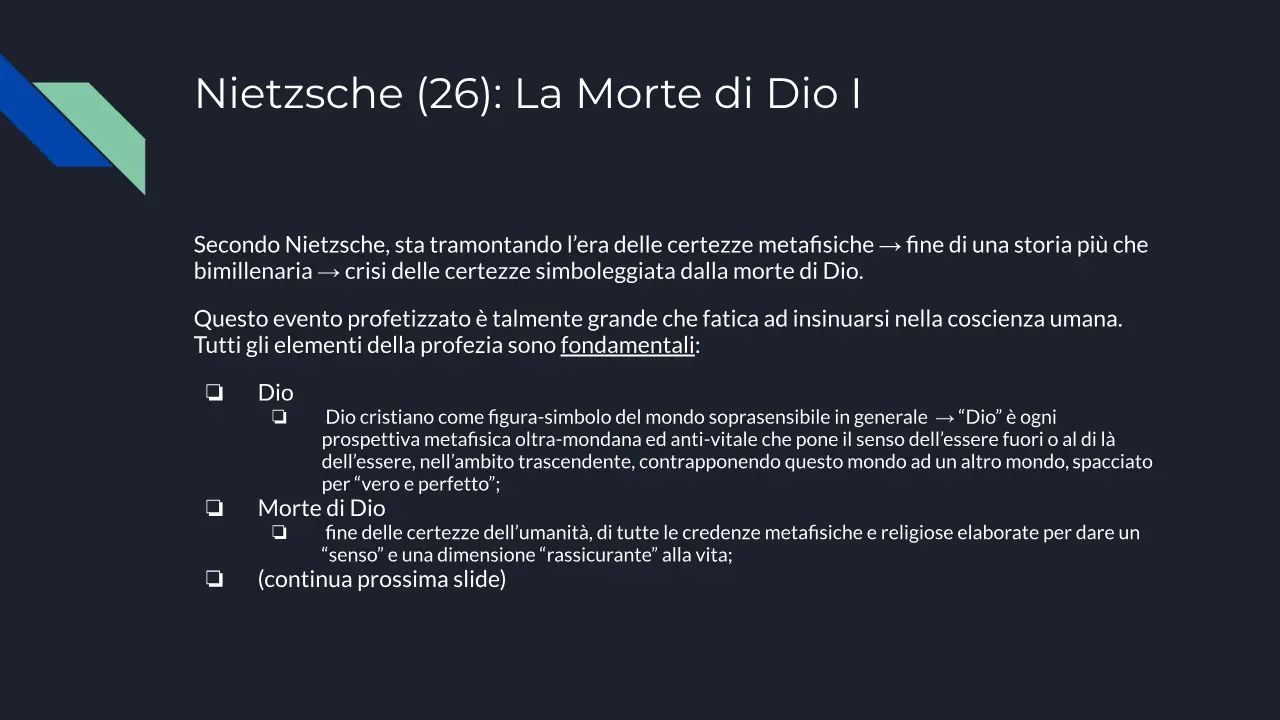 Nietzsche (26): La Morte di Dio I
Secondo Nietzsche, sta tramontando l’era delle certezze metafisiche → fine di una storia più che
bimillenaria → crisi delle certezze simboleggiata dalla morte di Dio.
Questo evento profetizzato è talmente grande che fatica ad insinuarsi nella coscienza umana.
Tutti gli elementi della profezia sono fondamentali:
❏ Dio
❏ Dio cristiano come figura-simbolo del mondo soprasensibile in generale → “Dio” è ogni
prospettiva metafisica oltra-mondana ed anti-vitale che pone il senso dell’essere fuori o al di là
dell’essere, nell’ambito trascendente, contrapponendo questo mondo ad un altro mondo, spacciato
per “vero e perfetto”;
❏ Morte di Dio
❏ fine delle certezze dell’umanità, di tutte le credenze metafisiche e religiose elaborate per dare un
“senso” e una dimensione “rassicurante” alla vita;
❏ (continua prossima slide)